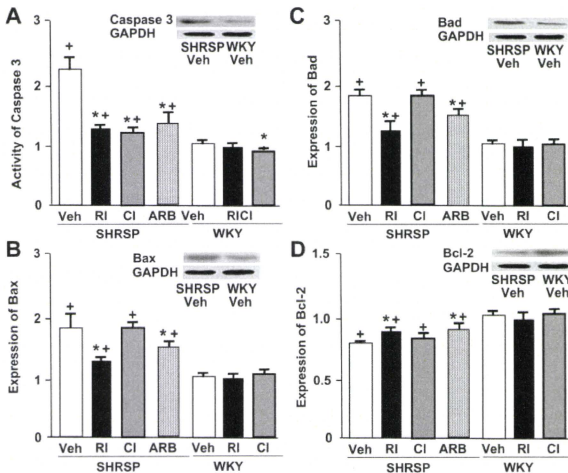 A
Caspase 3
GAPDH
SHRSP WKY
Veh Veh
Activity of Caspase 3
3
2
1
0
+
*+
*+
*+
*
Veh RI CI ARB Veh RICI
SHRSP WKY
B
Bax
GAPDH
SHRSP WKY
Veh Veh
Expression of Bax
3
2
1
0
+
*+
+
*+
Veh RI CI ARB Veh RI CI
SHRSP WKY
C
Bad
GAPDH
SHRSP WKY
Veh Veh
Expression of Bad
3
2
1
0
+
*+
+
*+
Veh RI CI ARB Veh RI CI
SHRSP WKY
D
Bcl-2
GAPDH
SHRSP WKY
Veh Veh
Expression of Bcl-2
1.5
1.0
0.5
0
+
*+
+
*+
Veh RI CI ARB Veh RI CI
SHRSP WKY